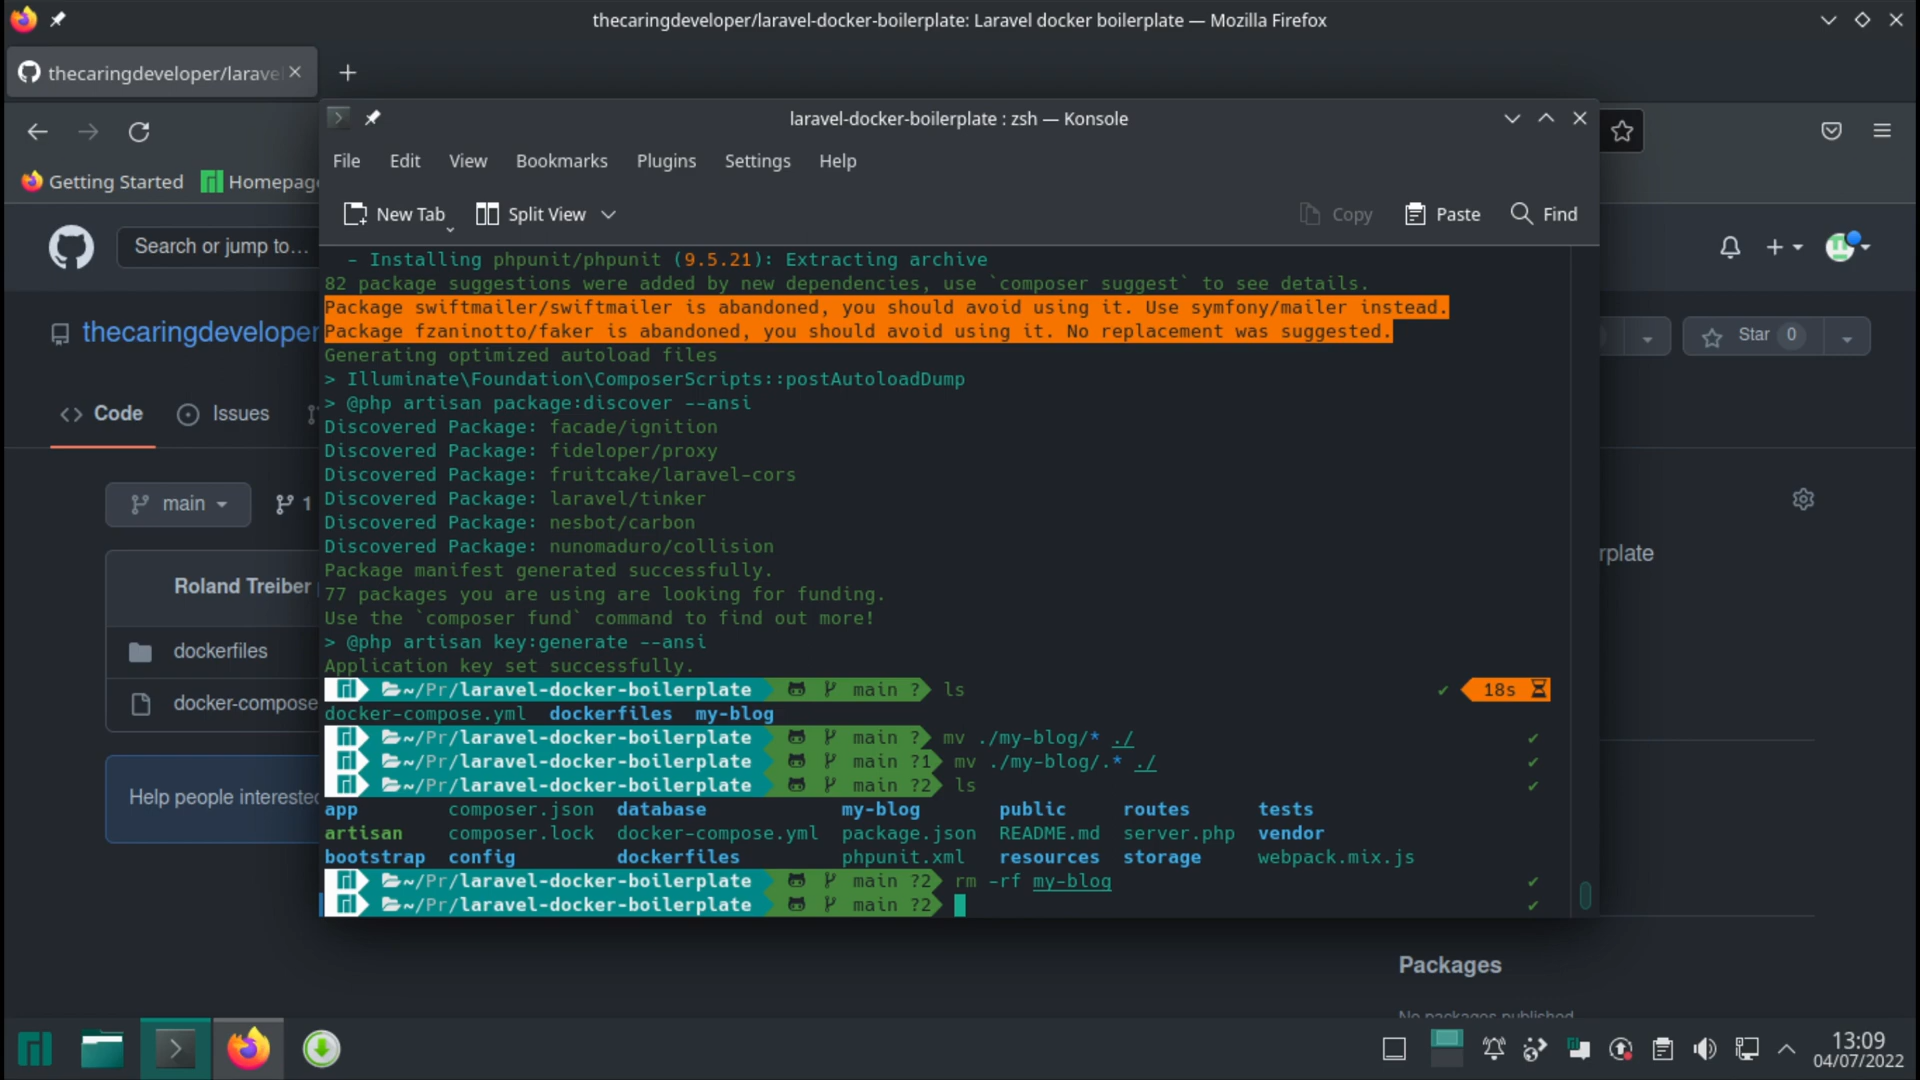 thecaringdeveloper/laravel-docker-boilerplate: Laravel docker boilerplate — Mozilla Firefox
thecaringdeveloper/larave
laravel-docker-boilerplate : zsh — Konsole
File Edit View Bookmarks Plugins Settings Help
Getting Started Homepag
New Tab Split View Copy Paste Find
Search or jump to...
- Installing phpunit/phpunit (9.5.21): Extracting archive
82 package suggestions were added by new dependencies, use `composer suggest` to see details.
Package swiftmailer/swiftmailer is abandoned, you should avoid using it. Use symfony/mailer instead.
Package fzaninotto/faker is abandoned, you should avoid using it. No replacement was suggested.
Generating optimized autoload files
> Illuminate\Foundation\ComposerScripts::postAutoloadDump
> @php artisan package:discover --ansi
Discovered Package: facade/ignition
Discovered Package: fideloper/proxy
Discovered Package: fruitcake/laravel-cors
Discovered Package: laravel/tinker
Discovered Package: nesbot/carbon
Discovered Package: nunomaduro/collision
Package manifest generated successfully.
77 packages you are using are looking for funding.
Use the `composer fund` command to find out more!
> @php artisan key:generate --ansi
Application key set successfully.
~/Pr/laravel-docker-boilerplate main ? ls ✔ 18s
docker-compose.yml dockerfiles my-blog
~/Pr/laravel-docker-boilerplate main ? mv ./my-blog/* ./ ✔
~/Pr/laravel-docker-boilerplate main ?1 mv ./my-blog/.* ./ ✔
~/Pr/laravel-docker-boilerplate main ?2 ls ✔
app composer.json database my-blog public routes tests
artisan composer.lock docker-compose.yml package.json README.md server.php vendor
bootstrap config dockerfiles phpunit.xml resources storage webpack.mix.js
~/Pr/laravel-docker-boilerplate main ?2 rm -rf my-blog ✔
~/Pr/laravel-docker-boilerplate main ?2 ✔
thecaringdeveloper
Star 0
Code Issues
main 1
rplate
Roland Treiber
dockerfiles
docker-compose
Help people interested
Packages
No packages published
13:09
04/07/2022